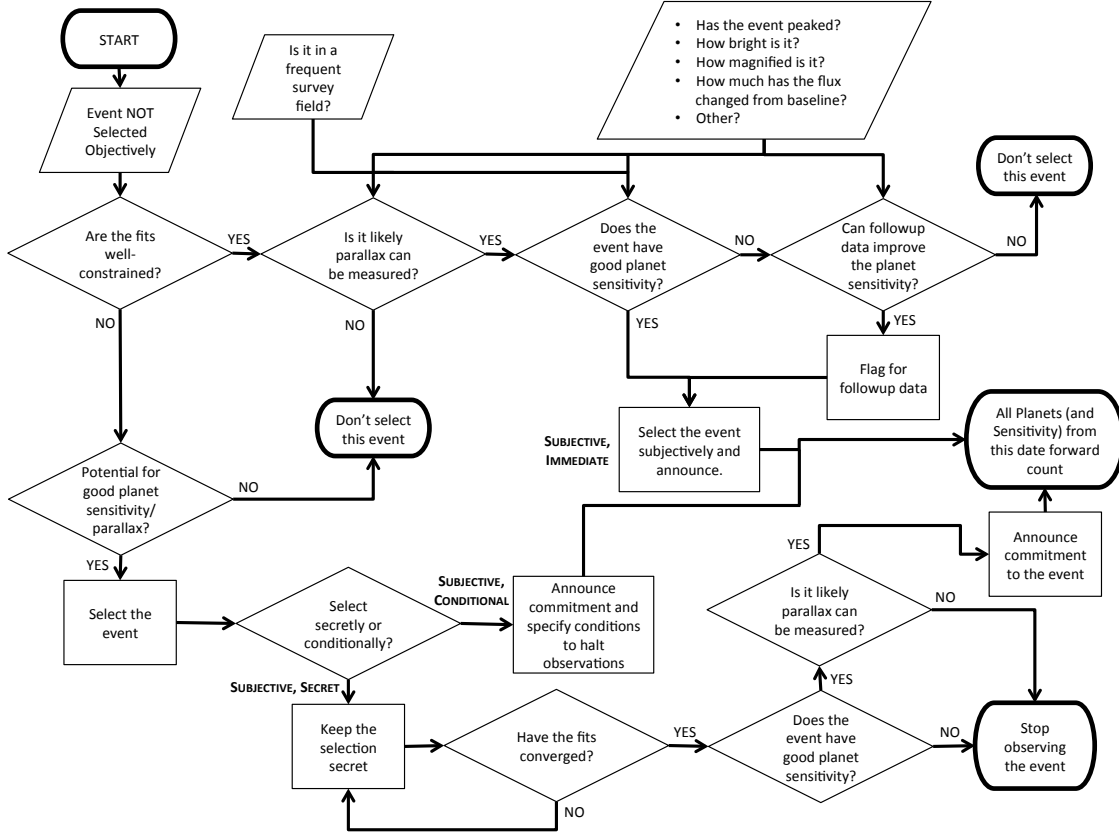 START
Event NOT
Selected
Objectively
Is it in a
frequent
survey
field?
• Has the event peaked?
• How bright is it?
• How magnified is it?
• How much has the flux
changed from baseline?
• Other?
Don't select
this event
Are the fits
well-
constrained?
YES
Is it likely
parallax can
be measured?
YES
Does the
event have
good planet
sensitivity?
NO
Can followup
data improve
the planet
sensitivity?
NO
NO
NO
YES
YES
Flag for
followup data
Don't select
this event
SUBJECTIVE,
IMMEDIATE
Select the event
subjectively and
announce.
All Planets (and
Sensitivity) from
this date forward
count
Potential for
good planet
sensitivity/
parallax?
NO
YES
Select the
event
Select
secretly or
conditionally?
SUBJECTIVE,
CONDITIONAL
Announce
commitment and
specify conditions
to halt
observations
YES
Announce
commitment
to the event
Is it likely
parallax can
be measured?
NO
SUBJECTIVE, SECRET
Keep the
selection
secret
Have the fits
converged?
YES
NO
YES
Does the
event have
good planet
sensitivity?
NO
Stop
observing
the event